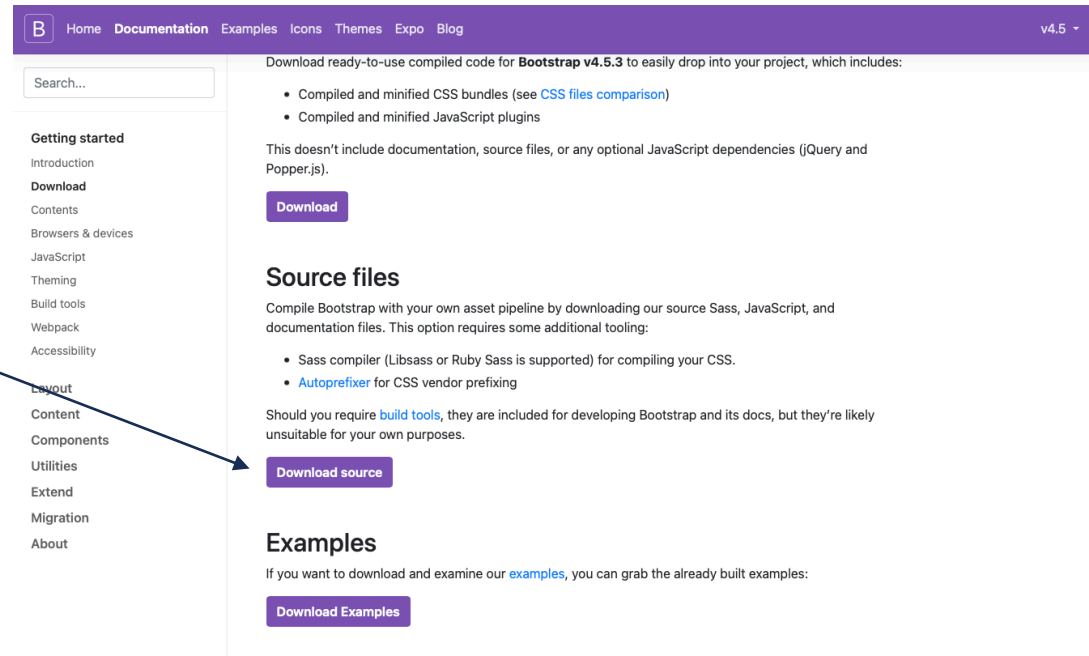 B Home Documentation Examples Icons Themes Expo Blog v4.5
Search...
Getting started
Introduction
Download
Contents
Browsers & devices
JavaScript
Theming
Build tools
Webpack
Accessibility
Layout
Content
Components
Utilities
Extend
Migration
About
Download ready-to-use compiled code for Bootstrap v4.5.3 to easily drop into your project, which includes:
• Compiled and minified CSS bundles (see CSS files comparison)
• Compiled and minified JavaScript plugins
This doesn’t include documentation, source files, or any optional JavaScript dependencies (jQuery and
Popper.js).
Download
Source files
Compile Bootstrap with your own asset pipeline by downloading our source Sass, JavaScript, and
documentation files. This option requires some additional tooling:
• Sass compiler (Libsass or Ruby Sass is supported) for compiling your CSS.
• Autoprefixer for CSS vendor prefixing
Should you require build tools, they are included for developing Bootstrap and its docs, but they’re likely
unsuitable for your own purposes.
Download source
Examples
If you want to download and examine our examples, you can grab the already built examples:
Download Examples